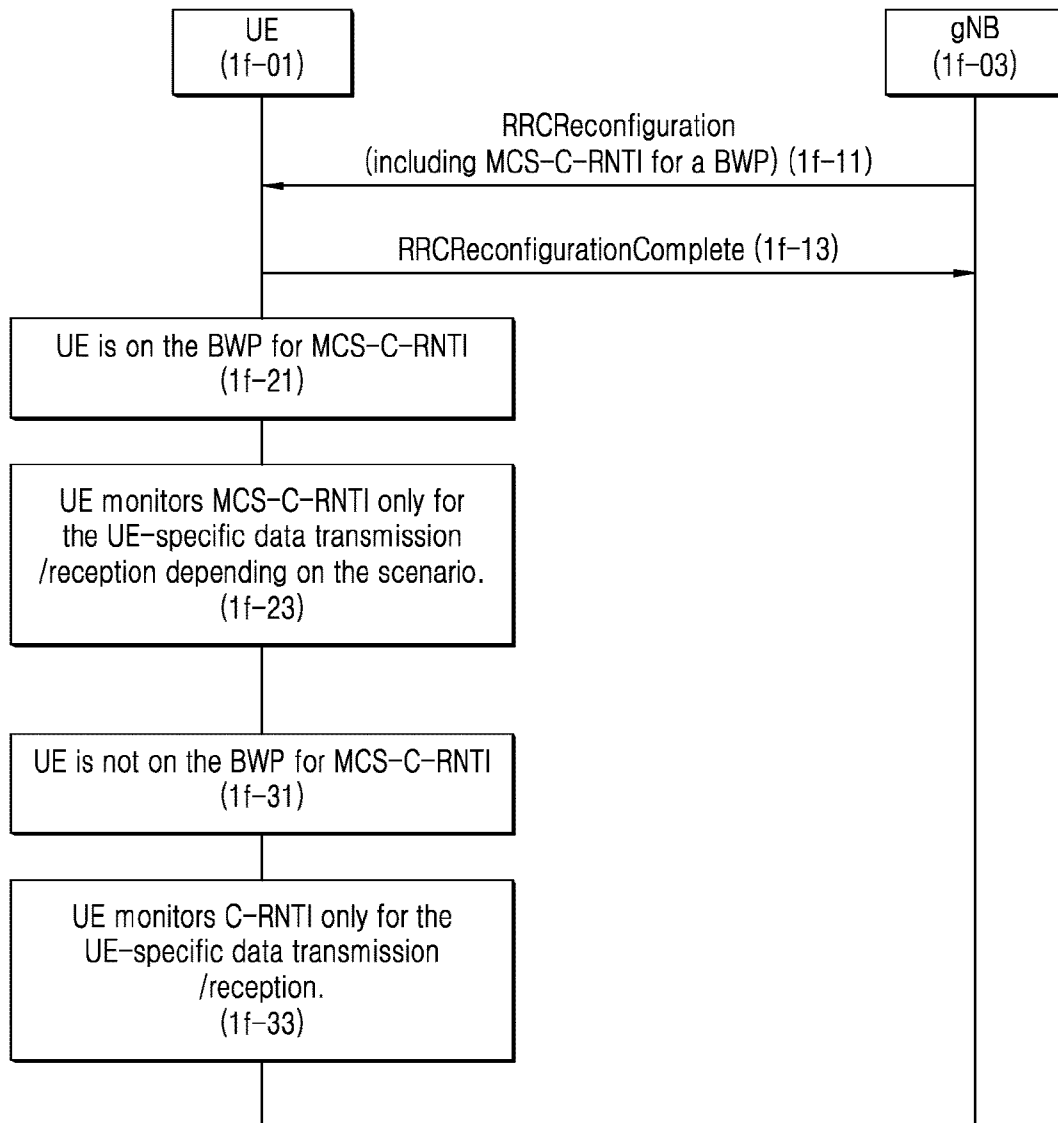 UE
(1f-01)
gNB
(1f-03)
RRCReconfiguration
(including MCS-C-RNTI for a BWP) (1f-11)
RRCReconfigurationComplete (1f-13)
UE is on the BWP for MCS-C-RNTI
(1f-21)
UE monitors MCS-C-RNTI only for
the UE-specific data transmission
/reception depending on the scenario.
(1f-23)
UE is not on the BWP for MCS-C-RNTI
(1f-31)
UE monitors C-RNTI only for the
UE-specific data transmission
/reception.
(1f-33)